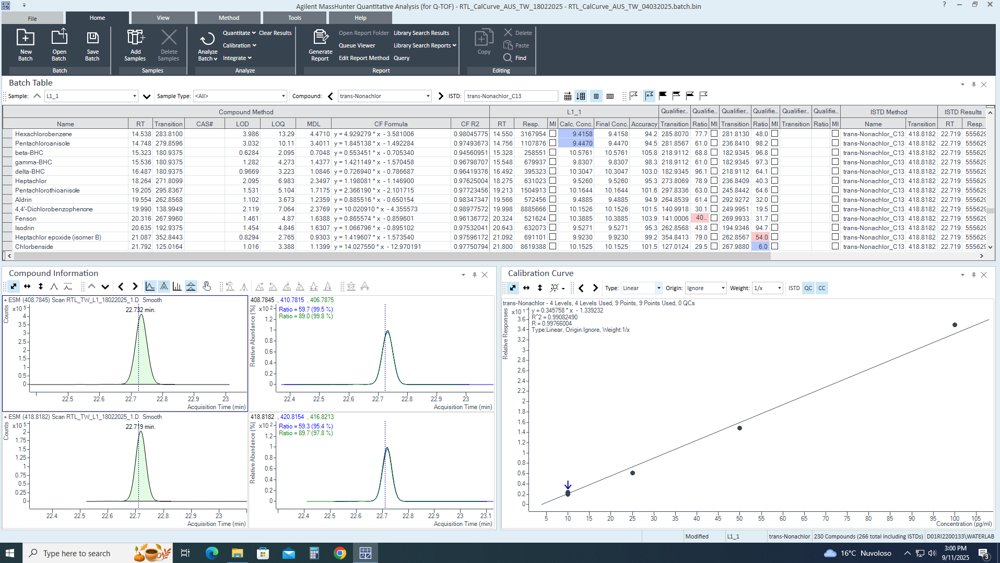 Agilent MassHunter Quantitative Analysis (for Q-TOF) - RTL_CalCurve_AUS_TW_18022025 - RTL_CalCurve_AUS_TW_04032025.batch.bin
File Home View Method Tools Help
New Batch Open Batch Save Batch Add Samples Delete Samples Analyze Batch Quantitate Clear Results Calibration Integrate
Generate Report Open Report Folder Library Search Results Queue Viewer Library Search Reports Edit Report Method Query Copy Delete Paste Find
Batch Samples Analyze Report Editing
Batch Table
Sample: L1_1 Sample Type: <All> Compound: trans-Nonachlor ISTD: trans-Nonachlor_C13
Compound Method L1_1 Qualifier... Qualifie... Qualifier... Qualifie... Qualifier... Qualifie... ISTD Method ISTD Results
Name RT Transition CAS# LOD LOQ MDL CF Formula CF R2 RT Resp. MI Calc. Conc. Final Conc. Accuracy Transition Ratio MI Transition Ratio MI Transition Ratio MI Name Transition RT Resp.
Hexachlorobenzene 14.538 283.8100 3.986 13.29 4.4710 y = 4.929279 * x - 3.581006 0.98045775 14.550 3167954 9.4158 9.4158 94.2 285.8070 77.7 281.8130 48.0 trans-Nonachlor_C13 418.8182 22.719 555629
Pentachloroanisole 14.748 279.8596 3.032 10.11 3.4011 y = 1.845138 * x - 1.492284 0.97493673 14.756 1107876 9.4470 9.4470 94.5 281.8567 61.0 236.8410 98.2 trans-Nonachlor_C13 418.8182 22.719 555629
beta-BHC 15.323 180.9375 0.6284 2.095 0.7048 y = 0.553451 * x - 0.705340 0.94560951 15.328 258551 10.5761 10.5761 105.8 218.9112 68.8 182.9345 96.8 trans-Nonachlor_C13 418.8182 22.719 555629
gamma-BHC 15.536 180.9375 1.282 4.273 1.4377 y = 1.421149 * x - 1.570458 0.96798707 15.548 679937 9.8307 9.8307 98.3 218.9112 61.0 182.9345 97.3 trans-Nonachlor_C13 418.8182 22.719 555629
delta-BHC 16.487 180.9375 0.9669 3.223 1.0846 y = 0.726940 * x - 0.786687 0.96419376 16.492 395323 10.3047 10.3047 103.0 182.9345 96.1 218.9112 64.1 trans-Nonachlor_C13 418.8182 22.719 555629
Heptachlor 18.264 271.8099 2.095 6.983 2.3497 y = 1.198081 * x - 1.146900 0.97625004 18.275 631023 9.5260 9.5260 95.3 273.8069 78.9 236.8409 40.3 trans-Nonachlor_C13 418.8182 22.719 555629
Pentachlorothioanisole 19.205 295.8367 1.531 5.104 1.7175 y = 2.366190 * x - 2.101715 0.97723456 19.213 1504913 10.1644 10.1644 101.6 297.8336 63.0 245.8442 64.6 trans-Nonachlor_C13 418.8182 22.719 555629
Aldrin 19.554 262.8568 1.102 3.673 1.2359 y = 0.885516 * x - 0.650154 0.98347347 19.566 572456 9.4885 9.4885 94.9 264.8539 61.4 292.9272 32.0 trans-Nonachlor_C13 418.8182 22.719 555629
4,4'-Dichlorobenzophenone 19.990 138.9949 2.119 7.064 2.3769 y = 10.020910 * x - 4.355573 0.98977572 19.998 8885666 10.1526 10.1526 101.5 140.9918 30.1 249.9951 19.5 trans-Nonachlor_C13 418.8182 22.719 555629
Fenson 20.316 267.9960 1.461 4.87 1.6388 y = 0.865574 * x - 0.859601 0.96136772 20.324 521624 10.3885 10.3885 103.9 141.0006 40... 269.9933 31.7 trans-Nonachlor_C13 418.8182 22.719 555629
Isodrin 20.635 192.9375 1.454 4.846 1.6307 y = 1.066796 * x - 0.895102 0.97532041 20.643 632073 9.5271 9.5271 95.3 262.8568 43.8 194.9346 94.7 trans-Nonachlor_C13 418.8182 22.719 555629
Heptachlor epoxide (isomer B) 21.087 352.8443 0.8294 2.765 0.9303 y = 1.419607 * x - 1.573540 0.97596172 21.092 691101 9.9230 9.9230 99.2 354.8413 79.0 262.8567 54.0 trans-Nonachlor_C13 418.8182 22.719 555629
Chlorbenside 21.792 125.0164 1.016 3.388 1.1399 y = 14.027550 * x - 12.970191 0.97750794 21.800 8619388 10.1525 10.1525 101.5 127.0124 29.5 267.9880 6.0 trans-Nonachlor_C13 418.8182 22.719 555629
Compound Information
+ ESM (408.7845) Scan RTL_TW_L1_18022025_1.D Smooth
Counts x10 5
22.732 min.
4
3.5
3
2.5
2
1.5
1
0.5
0
22.5 22.6 22.7 22.8 22.9 23
Acquisition Time (min)
408.7845 , 410.7815 , 406.7875
Relative Abundance (%) x10 2
Ratio = 59.7 (99.5 %)
Ratio = 89.0 (99.8 %)
1.2
1
0.8
0.6
0.4
0.2
0
22.4 22.5 22.6 22.7 22.8 22.9 23
Acquisition Time (min)
+ ESM (418.8182) Scan RTL_TW_L1_18022025_1.D Smooth
Counts x10 5
22.719 min.
2
1.75
1.5
1.25
1
0.75
0.5
0.25
0
22.4 22.5 22.6 22.7 22.8 22.9 23
Acquisition Time (min)
418.8182 , 420.8154 , 416.8213
Relative Abundance (%) x10 2
Ratio = 59.3 (95.4 %)
Ratio = 89.7 (97.8 %)
1.2
1
0.8
0.6
0.4
0.2
0
22.4 22.5 22.6 22.7 22.8 22.9 23 23.1
Acquisition Time (min)
Calibration Curve
Type: Linear Origin: Ignore Weight: 1/x ISTD QC CC
trans-Nonachlor - 4 Levels, 4 Levels Used, 9 Points, 9 Points Used, 0 QCs
Relative Responses x10 1
y = 0.345758 * x - 1.339232
R^2 = 0.99082490
R = 0.99766004
Type:Linear, Origin:Ignore, Weight:1/x
3.6
3.4
3.2
3
2.8
2.6
2.4
2.2
2
1.8
1.6
1.4
1.2
1
0.8
0.6
0.4
0.2
0
5 10 15 20 25 30 35 40 45 50 55 60 65 70 75 80 85 90 95 100 105
Concentration (pg/ml)
Modified L1_1 trans-Nonachlor 230 Compounds (266 total including ISTDs) D01RI2200133\WATERLAB
Type here to search
16°C Nuvoloso
3:00 PM
9/11/2025
3